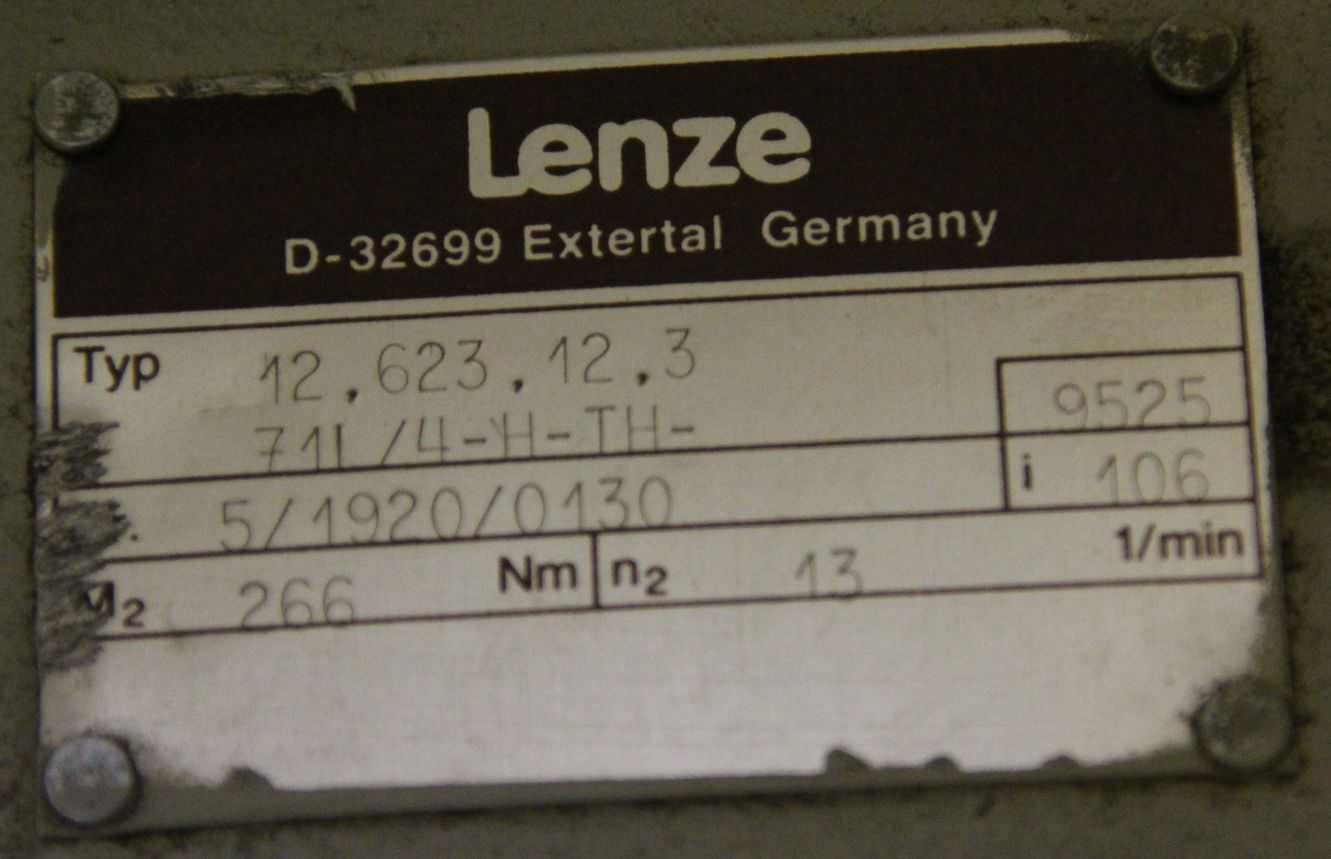 Lenze
D-32699 Extertal Germany
Typ 12.623.12.3
9525
71L/4-H-TH-
i 106
5/1920/0130
M2 266 Nm n2 13 1/min